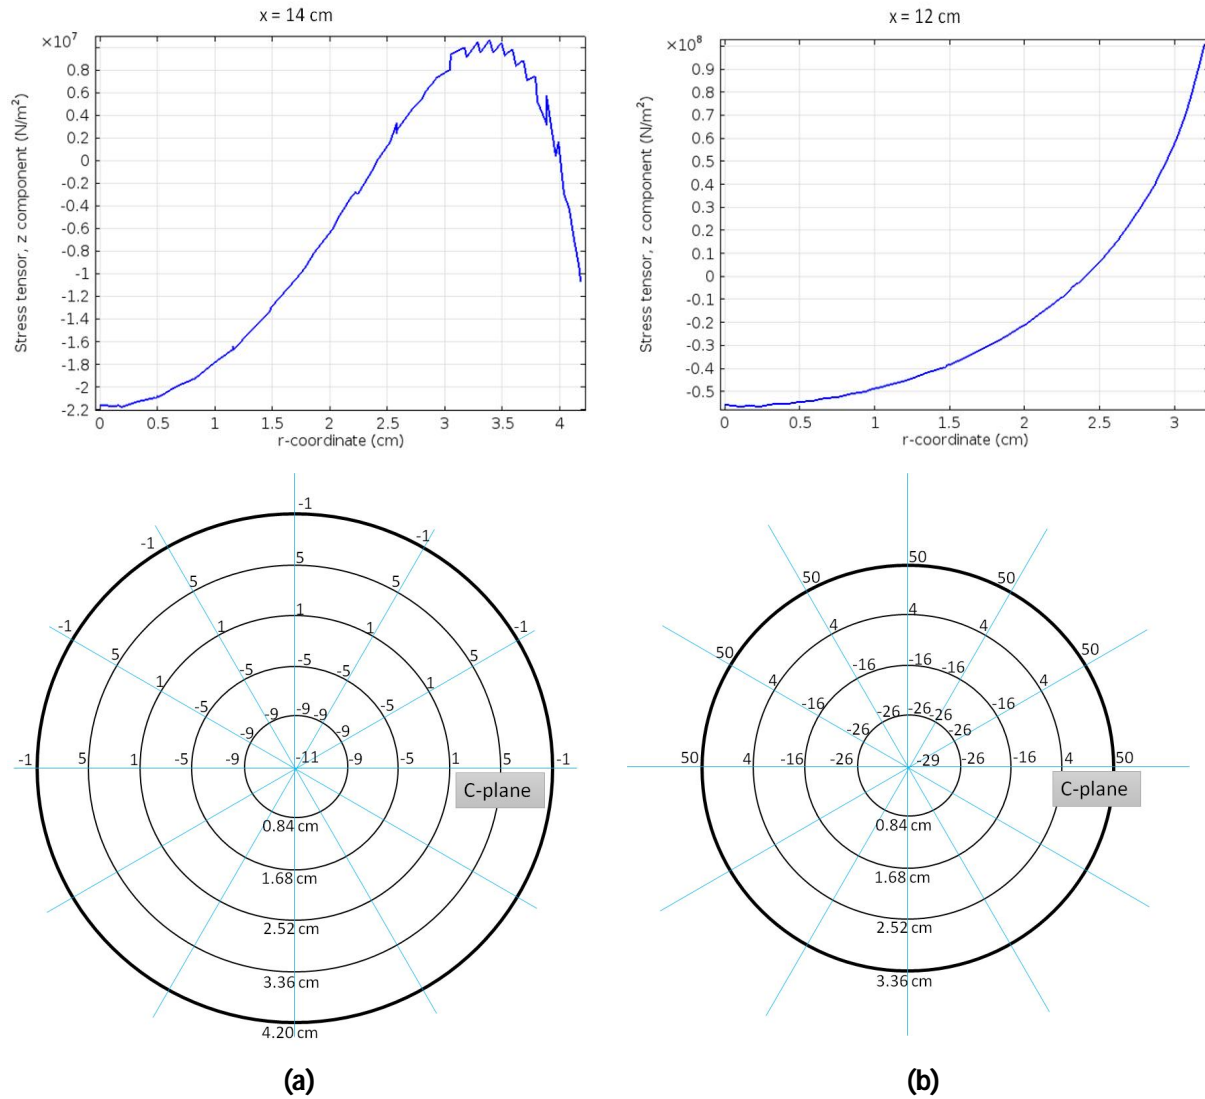 x = 14 cm
×10⁷
0.8
0.6
0.4
0.2
0
-0.2
-0.4
-0.6
-0.8
-1
-1.2
-1.4
-1.6
-1.8
-2
-2.2
Stress tensor, z component (N/m²)
0 0.5 1 1.5 2 2.5 3 3.5 4
r-coordinate (cm)
x = 12 cm
×10⁸
0.9
0.8
0.7
0.6
0.5
0.4
0.3
0.2
0.1
0
-0.1
-0.2
-0.3
-0.4
-0.5
Stress tensor, z component (N/m²)
0 0.5 1 1.5 2 2.5 3
r-coordinate (cm)
-1
-1 -1
5
5 5
-1 1 -1
5 1 1 5
-5
1 -5 -5 1
-5 -9 -9 -9 -5
-9 -9
-1 5 1 -5 -9 -11 -5 1 5 -1
C-plane
0.84 cm
1.68 cm
2.52 cm
3.36 cm
4.20 cm
(a)
50
50 50
4
4 4
50 -16 50
4 -16 -16 4
-16 -26 -26 -26 -16
-26 -26
50 4 -16 -26 -29 -26 -16 4 50
C-plane
0.84 cm
1.68 cm
2.52 cm
3.36 cm
(b)